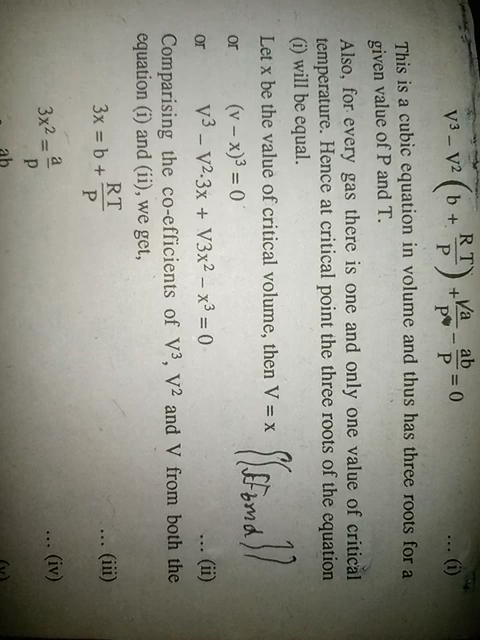 V³ – V² ( b + RT/P ) + Va/P – ab/P = 0 ... (i)
This is a cubic equation in volume and thus has three roots for a
given value of P and T.
Also, for every gas there is one and only one value of critical
temperature. Hence at critical point the three roots of the equation
(i) will be equal.
Let x be the value of critical volume, then V = x
or (v – x)³ = 0
or V³ – V².3x + V3x² – x³ = 0 ... (ii)
Comparising the co-efficients of V³, V² and V from both the
equation (i) and (ii), we get,
3x = b + RT/P ... (iii)
3x² = a/p ... (iv)
ab (v)